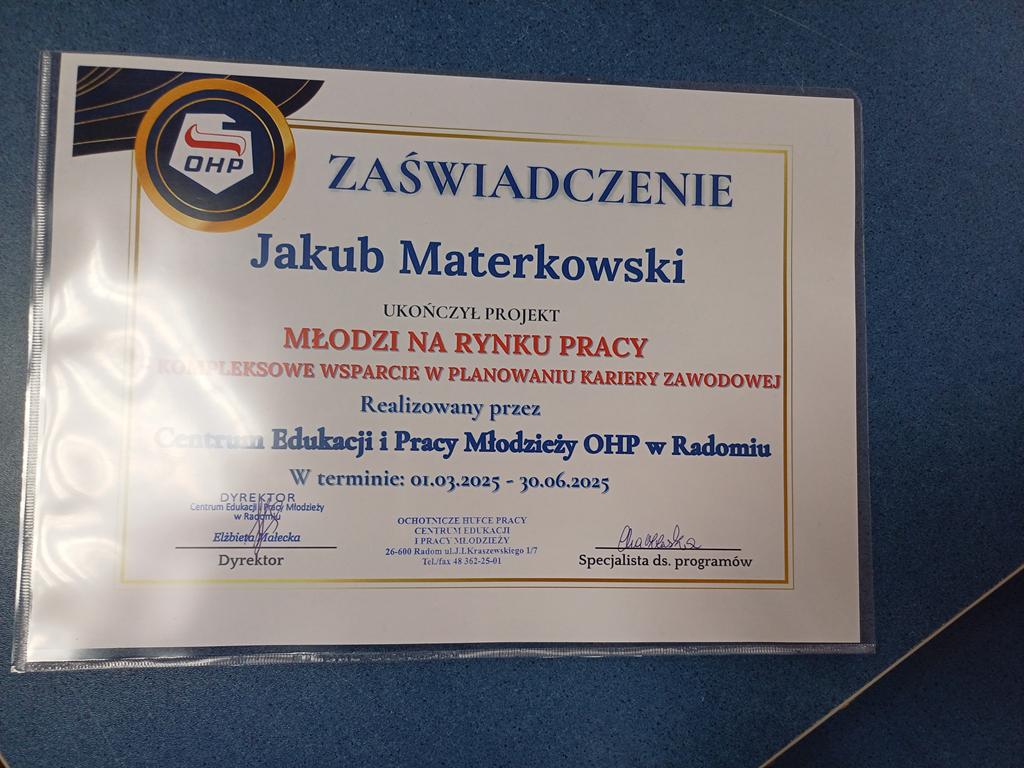 OHP
ZAŚWIADCZENIE
Jakub Materkowski
UKOŃCZYŁ PROJEKT
MŁODZI NA RYNKU PRACY
- KOMPLEKSOWE WSPARCIE W PLANOWANIU KARIERY ZAWODOWEJ
Realizowany przez
Centrum Edukacji i Pracy Młodzieży OHP w Radomiu
W terminie: 01.03.2025 - 30.06.2025
DYREKTOR
Centrum Edukacji i Pracy Młodzieży
w Radomiu
Elżbieta Małecka
Dyrektor
OCHOTNICZE HUFCE PRACY
CENTRUM EDUKACJI
I PRACY MŁODZIEŻY
26-600 Radom ul.J.I.Kraszewskiego 1/7
Tel./fax 48 362-25-01
Specjalista ds. programów